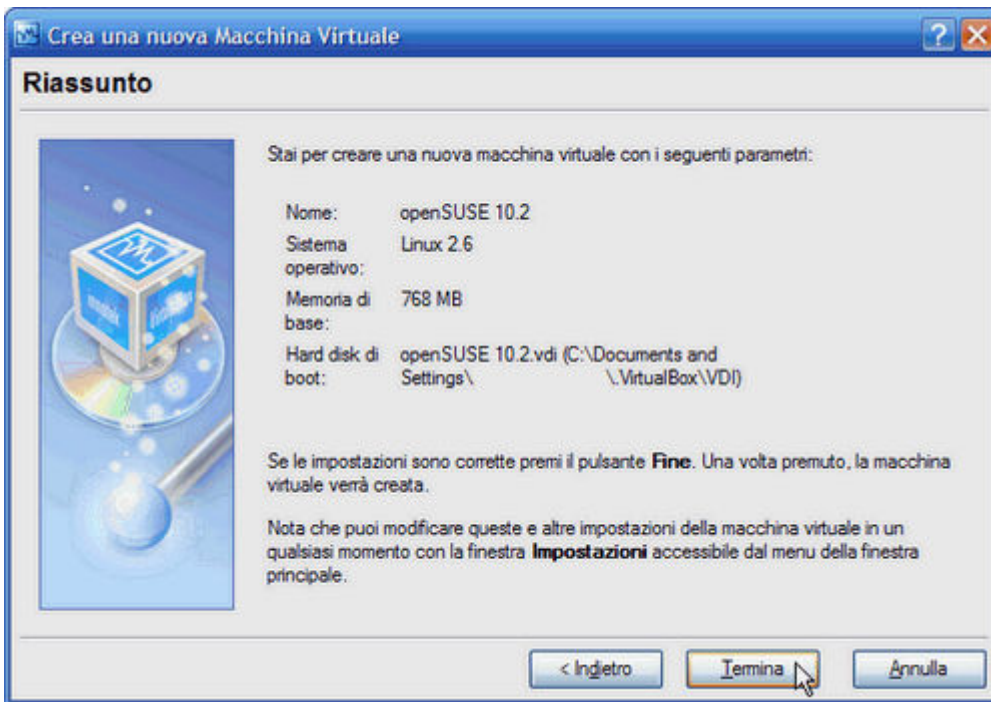 Crea una nuova Macchina Virtuale
Riassunto
Stai per creare una nuova macchina virtuale con i seguenti parametri:
Nome: openSUSE 10.2
Sistema operativo: Linux 2.6
Memoria di base: 768 MB
Hard disk di boot: openSUSE 10.2.vdi (C:\Documents and Settings\ \.VirtualBox\VDI)
Se le impostazioni sono corrette premi il pulsante Fine. Una volta premuto, la macchina
virtuale verrà creata.
Nota che puoi modificare queste e altre impostazioni della macchina virtuale in un
qualsiasi momento con la finestra Impostazioni accessibile dal menu della finestra
principale.
< Indietro Termina Annulla